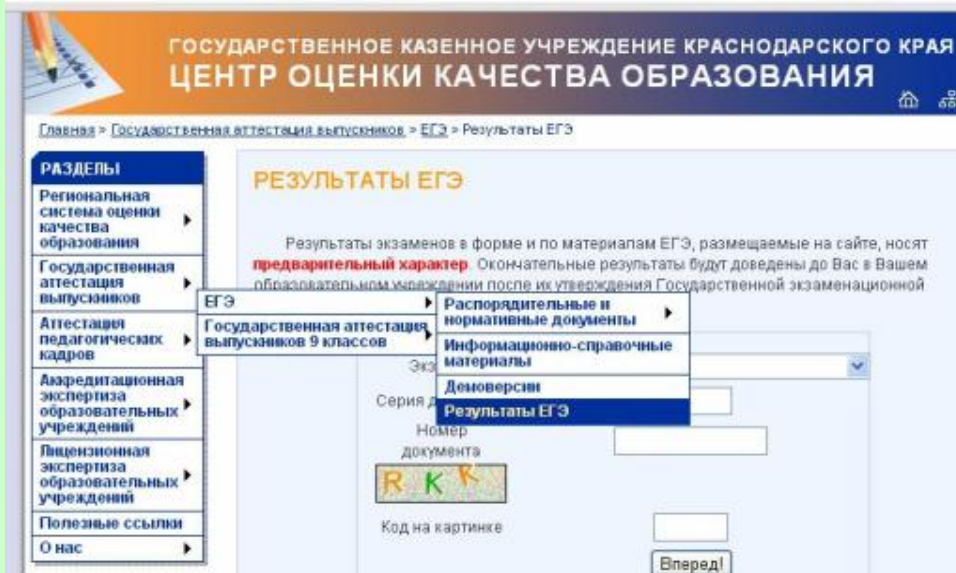 ГОСУДАРСТВЕННОЕ КАЗЕННОЕ УЧРЕЖДЕНИЕ КРАСНОДАРСКОГО КРАЯ
ЦЕНТР ОЦЕНКИ КАЧЕСТВА ОБРАЗОВАНИЯ
Главная > Государственная аттестация выпускников > ЕГЭ > Результаты ЕГЭ
РАЗДЕЛЫ
Региональная
система оценки
качества
образования
Государственная
аттестация
выпускников
Аттестация
педагогических
кадров
Аккредитационная
экспертиза
образовательных
учреждений
Лицензионная
экспертиза
образовательных
учреждений
Полезные ссылки
О нас
ЕГЭ
Государственная аттестация
выпускников 9 классов
Распорядительные и
нормативные документы
Информационно-справочные
материалы
Демоверсии
Результаты ЕГЭ
РЕЗУЛЬТАТЫ ЕГЭ
Результаты экзаменов в форме и по материалам ЕГЭ, размещаемые на сайте, носят
предварительный характер. Окончательные результаты будут доведены до Вас в Вашем
образовательном учреждении после их утверждения Государственной экзаменационной
Серия
Номер
документа
R K R
Код на картинке
Вперед!